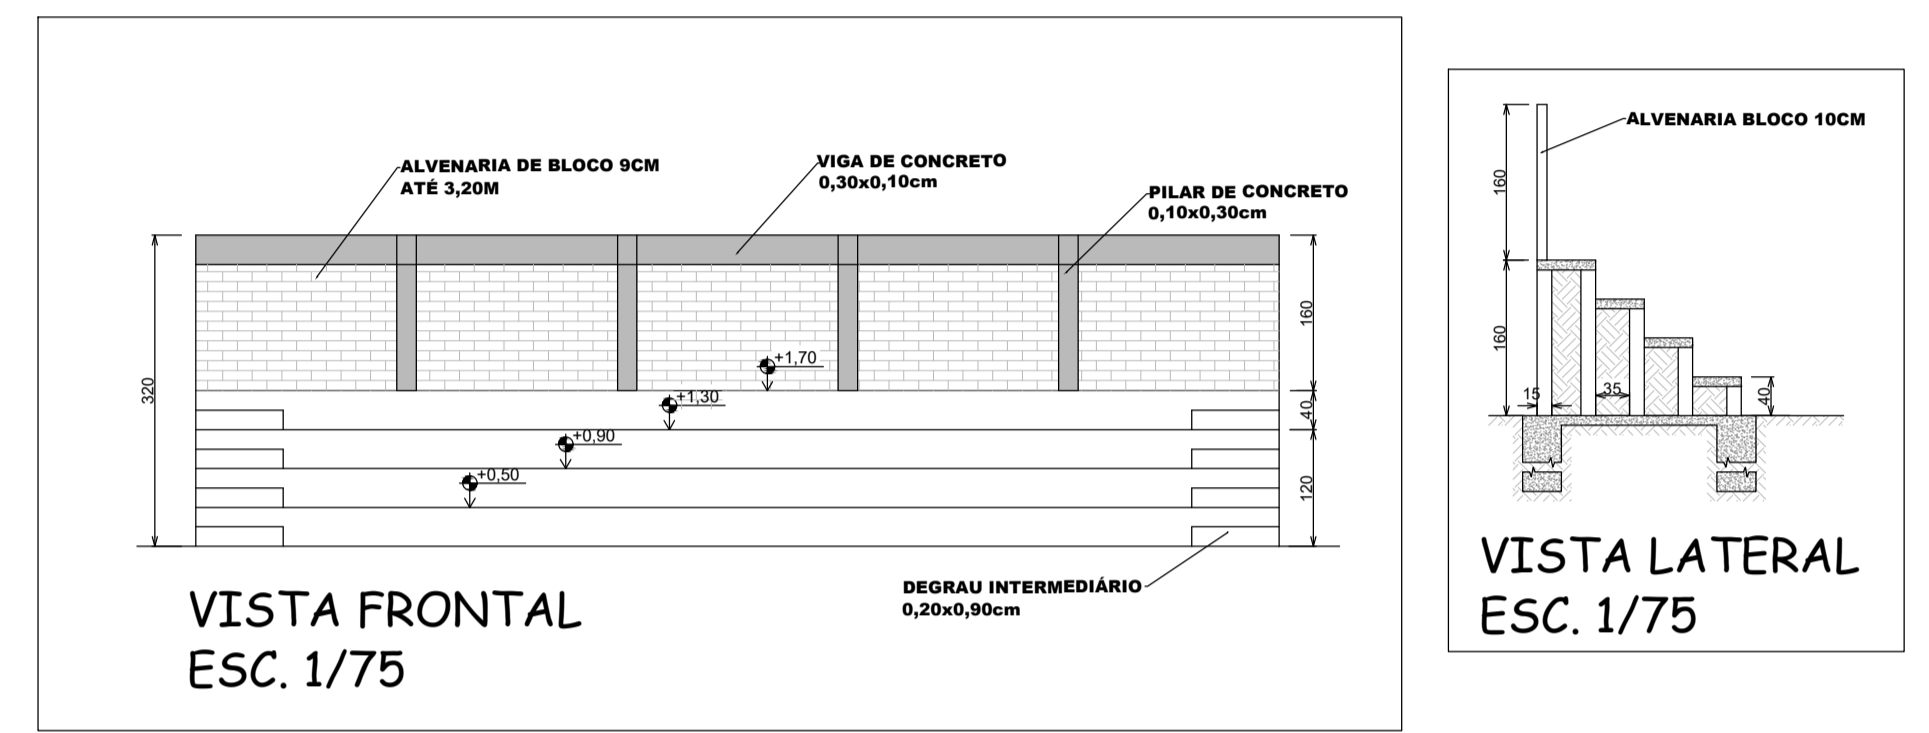 ALVENARIA DE BLOCO 9CM
ATÉ 3,20M
VIGA DE CONCRETO
0,30x0,10cm
PILAR DE CONCRETO
0,10x0,30cm
320
160
40
120
+1,70
+1,30
+0,90
+0,50
DEGRAU INTERMEDIÁRIO
0,20x0,90cm
VISTA FRONTAL
ESC. 1/75
ALVENARIA BLOCO 10CM
160
160
15
35
40
VISTA LATERAL
ESC. 1/75